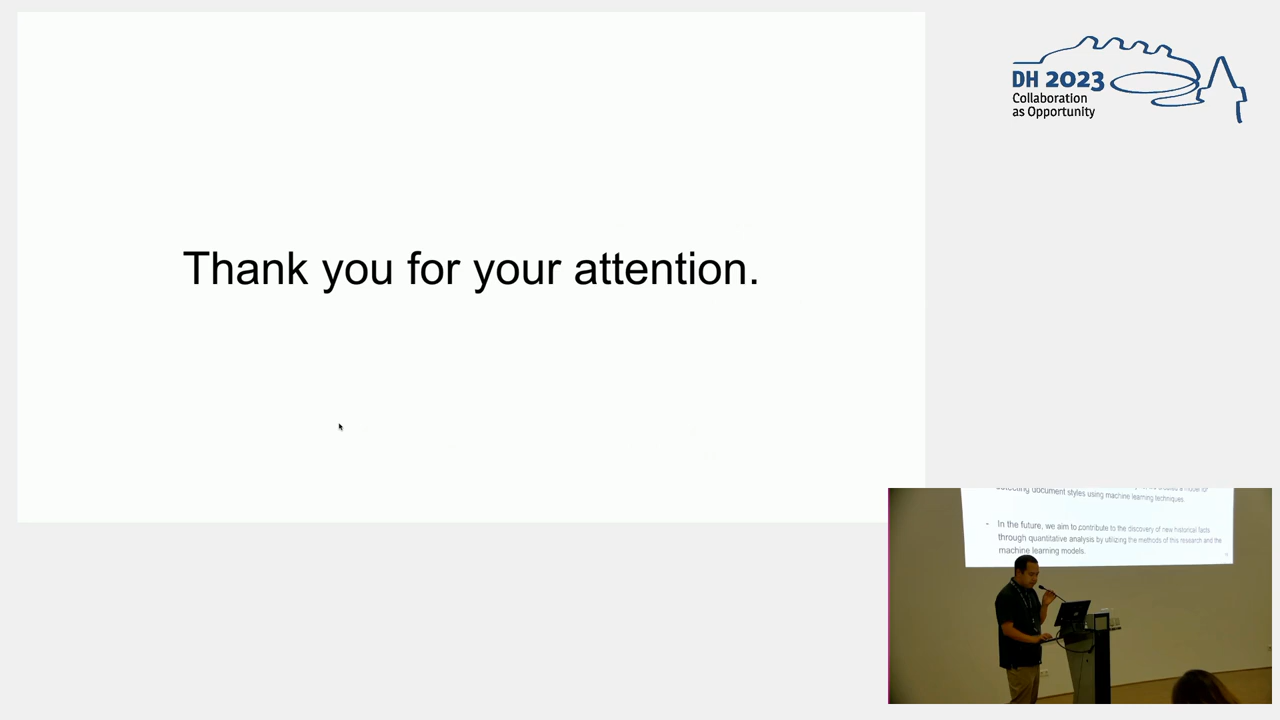 Thank you for your attention.
DH 2023
Collaboration
as Opportunity
document styles using machine learning techniques.
- In the future, we aim to contribute to the discovery of new historical facts
through quantitative analysis by utilizing the methods of this research and the
machine learning models.